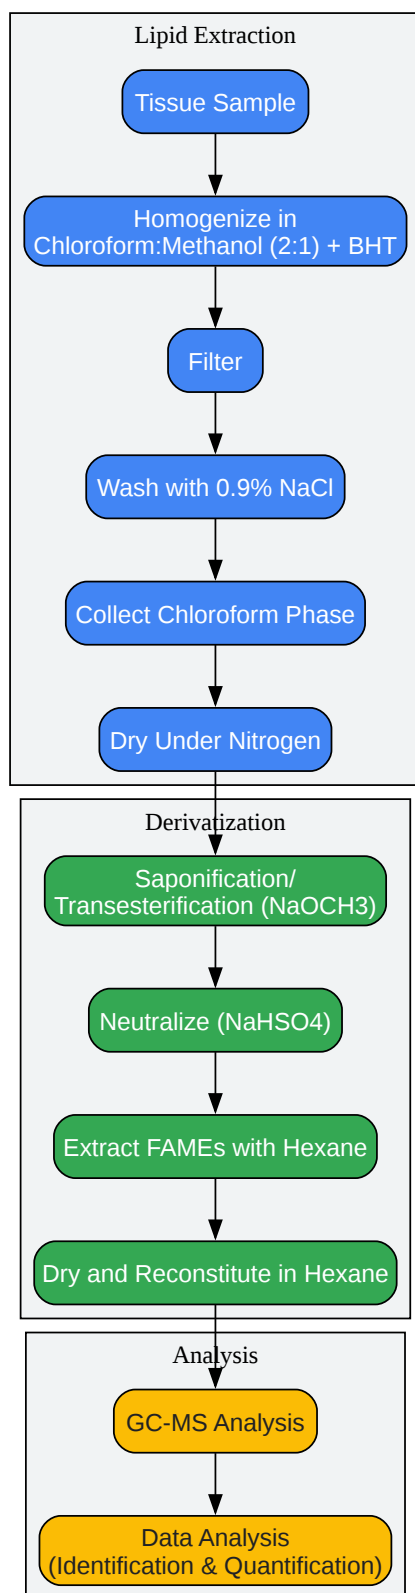 Lipid Extraction
Tissue Sample
Homogenize in
Chloroform:Methanol (2:1) + BHT
Filter
Wash with 0.9% NaCl
Collect Chloroform Phase
Dry Under Nitrogen
Derivatization
Saponification/
Transesterification (NaOCH3)
Neutralize (NaHSO4)
Extract FAMEs with Hexane
Dry and Reconstitute in Hexane
Analysis
GC-MS Analysis
Data Analysis
(Identification & Quantification)